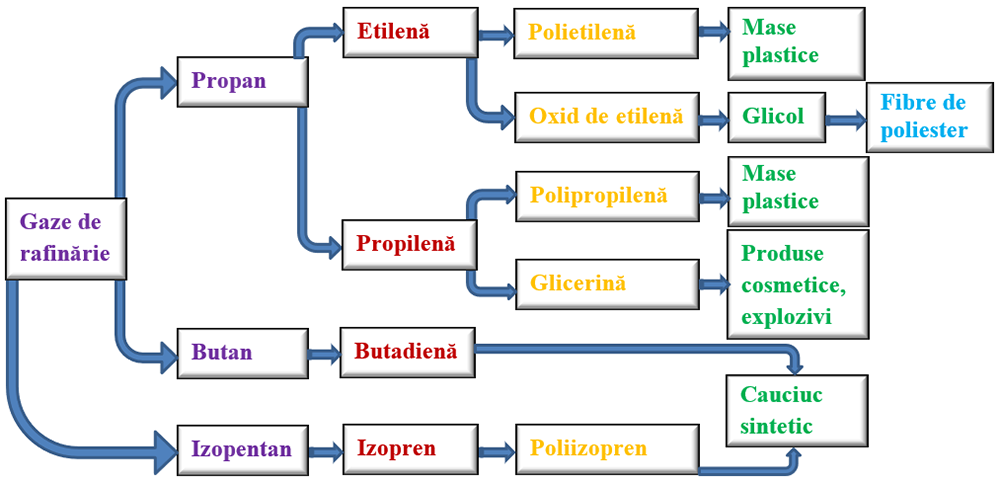 Etilenă
Polietilenă
Mase
plastice
Propan
Oxid de etilenă
Glicol
Fibre de
poliester
Gaze de
rafinărie
Propilenă
Polipropilenă
Mase
plastice
Glicerină
Produse
cosmetice,
explozivi
Butan
Butadienă
Cauciuc
sintetic
Izopentan
Izopren
Poliizopren